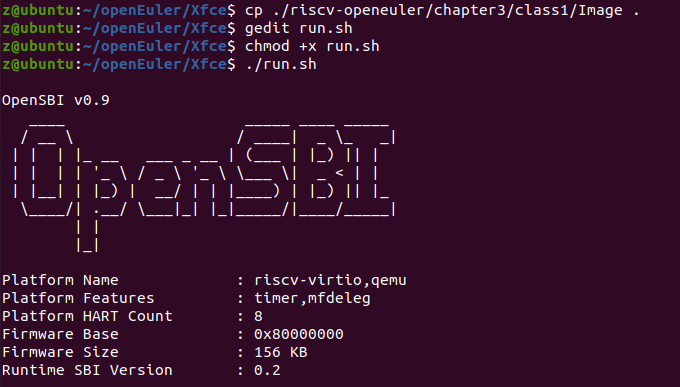 z@ubuntu:~/openEuler/Xfce$ cp ./riscv-openeuler/chapter3/class1/Image .
z@ubuntu:~/openEuler/Xfce$ gedit run.sh
z@ubuntu:~/openEuler/Xfce$ chmod +x run.sh
z@ubuntu:~/openEuler/Xfce$ ./run.sh
OpenSBI v0.9
   ____                    _____ ____ _____
  / __ \                  / ____|  _ \_   _|
 | |  | |_ __   ___ _ __ | (___ | |_) || |
 | |  | | '_ \ / _ \ '_ \ \___ \|  _ < | |
 | |__| | |_) |  __/ | | |____) | |_) || |_
  \____/| .__/ \___|_| |_|_____/|____/_____|
        | |
        |_|
Platform Name             : riscv-virtio,qemu
Platform Features         : timer,mfdeleg
Platform HART Count       : 8
Firmware Base             : 0x80000000
Firmware Size             : 156 KB
Runtime SBI Version       : 0.2